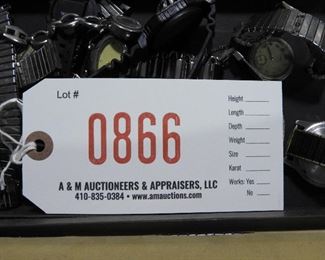 Lot #
0866
Height
Length
Depth
Weight
Size
Karat
Works: Yes
No
A & M AUCTIONEERS & APPRAISERS, LLC
410-835-0384 • www.amauctions.com